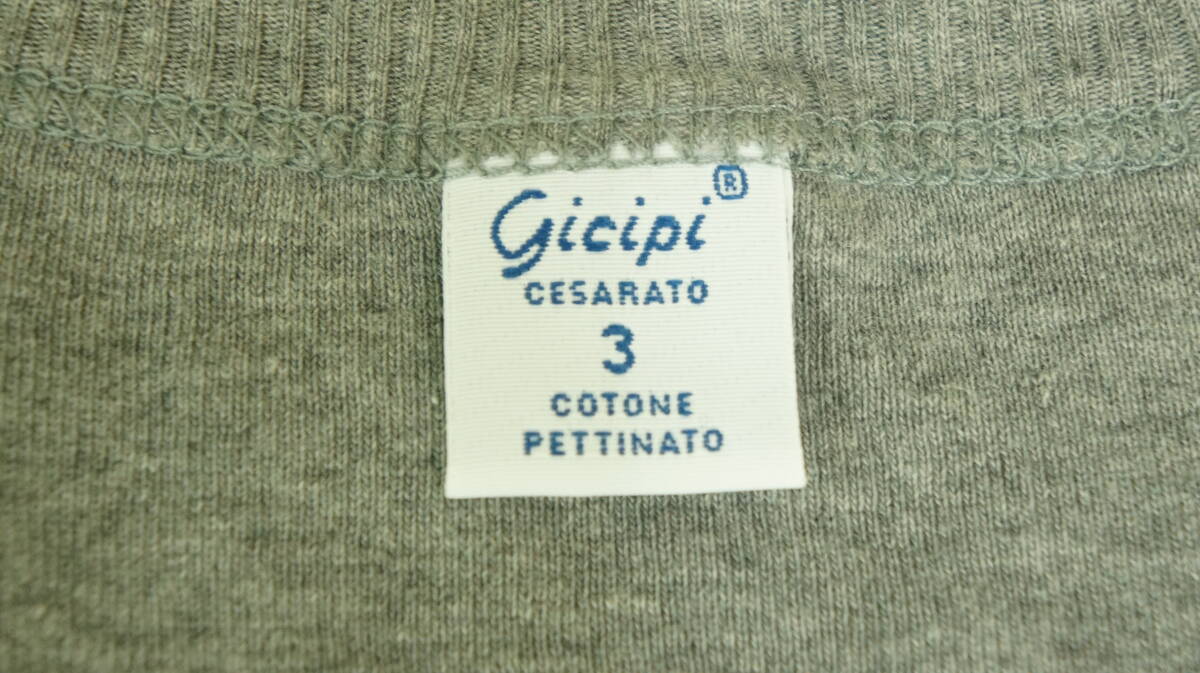 Gicipi®
CESARATO
3
COTONE
PETTINATO